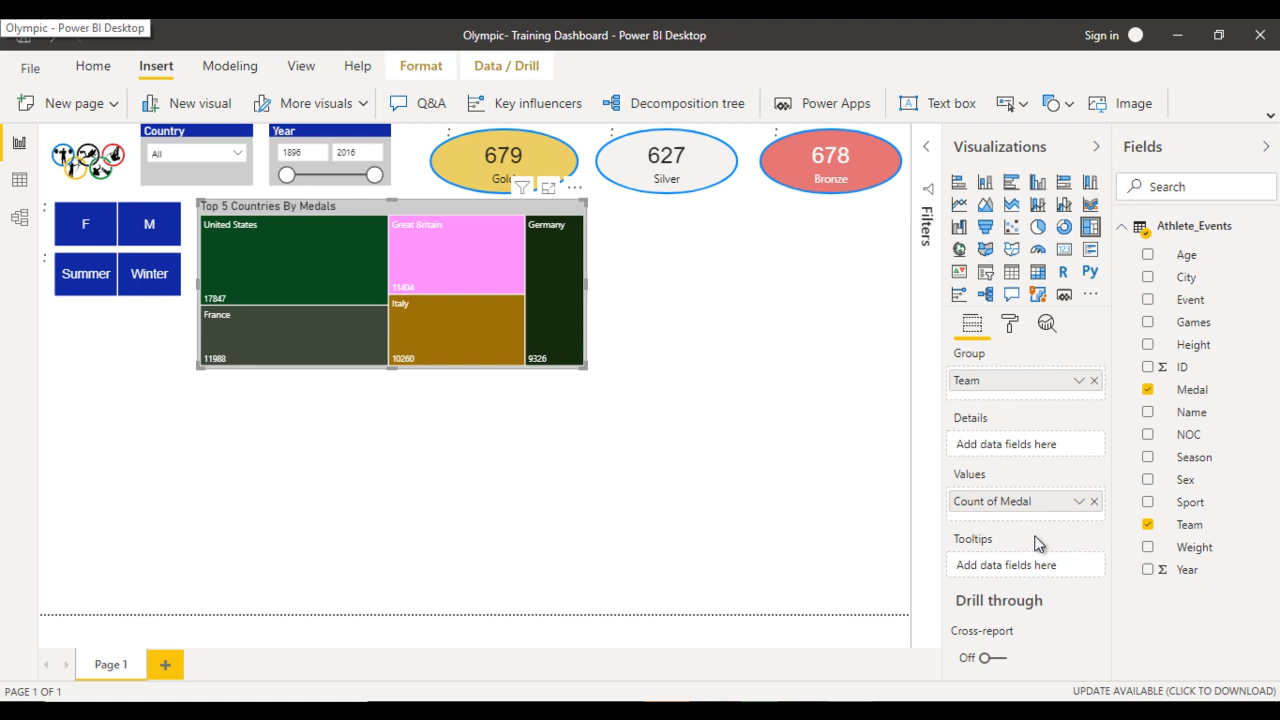 Olympic - Power BI Desktop
Olympic- Training Dashboard - Power BI Desktop
Sign in
File
Home
Insert
Modeling
View
Help
Format
Data / Drill
New page
New visual
More visuals
Q&A
Key influencers
Decomposition tree
Power Apps
Text box
Image
Country
All
Year
1896
2016
679
Gold
627
Silver
678
Bronze
F
M
Summer
Winter
Top 5 Countries By Medals
United States
17847
France
11988
Great Britain
11404
Italy
10260
Germany
9326
Filters
Visualizations
R
Py
Group
Team
Details
Add data fields here
Values
Count of Medal
Tooltips
Add data fields here
Drill through
Cross-report
Off
Fields
Search
Athlete_Events
Age
City
Event
Games
Height
Σ ID
Medal
Name
NOC
Season
Sex
Sport
Team
Weight
Σ Year
Page 1
PAGE 1 OF 1
UPDATE AVAILABLE (CLICK TO DOWNLOAD)